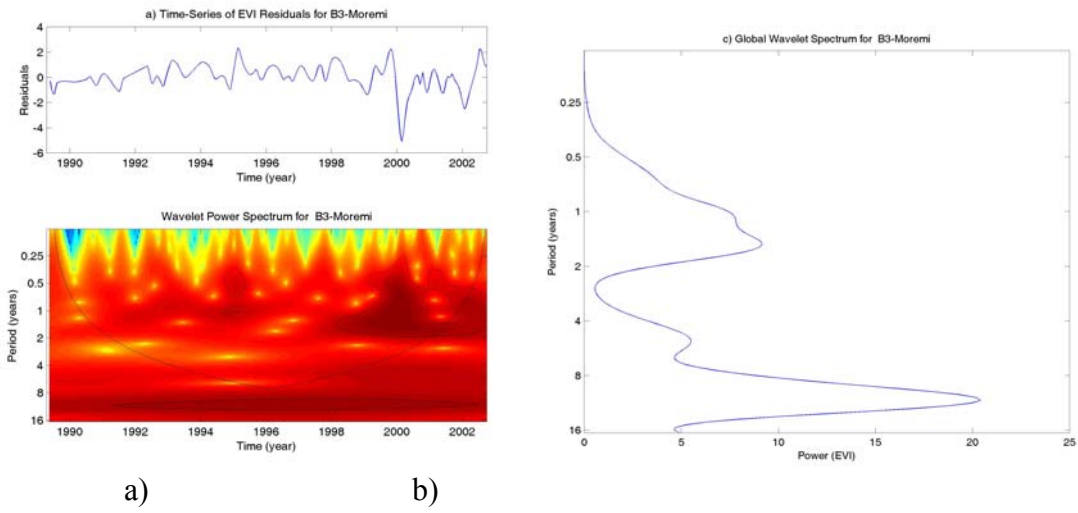 a) Time-Series of EVI Residuals for B3-Moremi
4
2
0
-2
-4
-6
Residuals
1990 1992 1994 1996 1998 2000 2002
Time (year)
Wavelet Power Spectrum for B3-Moremi
0.25
0.5
1
2
4
8
16
Period (years)
1990 1992 1994 1996 1998 2000 2002
Time (year)
c) Global Wavelet Spectrum for B3-Moremi
0.25
0.5
1
2
4
8
16
Period (years)
0 5 10 15 20 25
Power (EVI)
a) b)